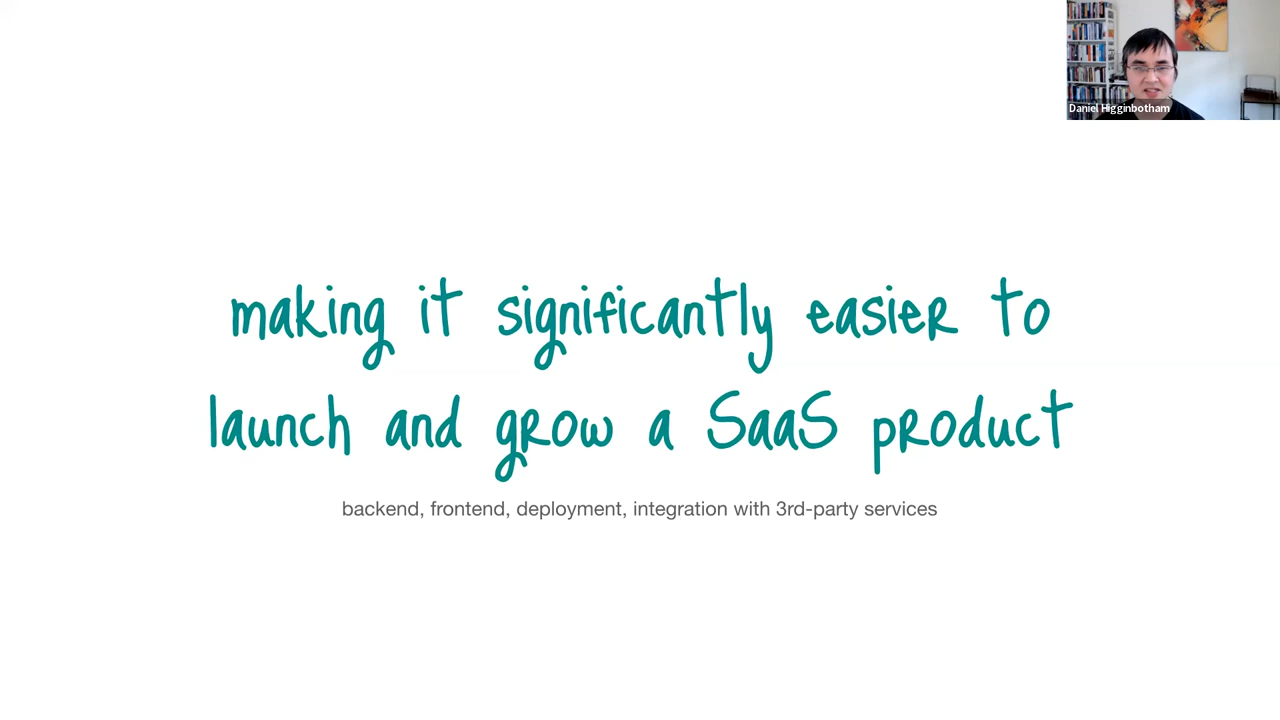 Daniel Higginbotham
making it significantly easier to
launch and grow a SaaS product
backend, frontend, deployment, integration with 3rd-party services